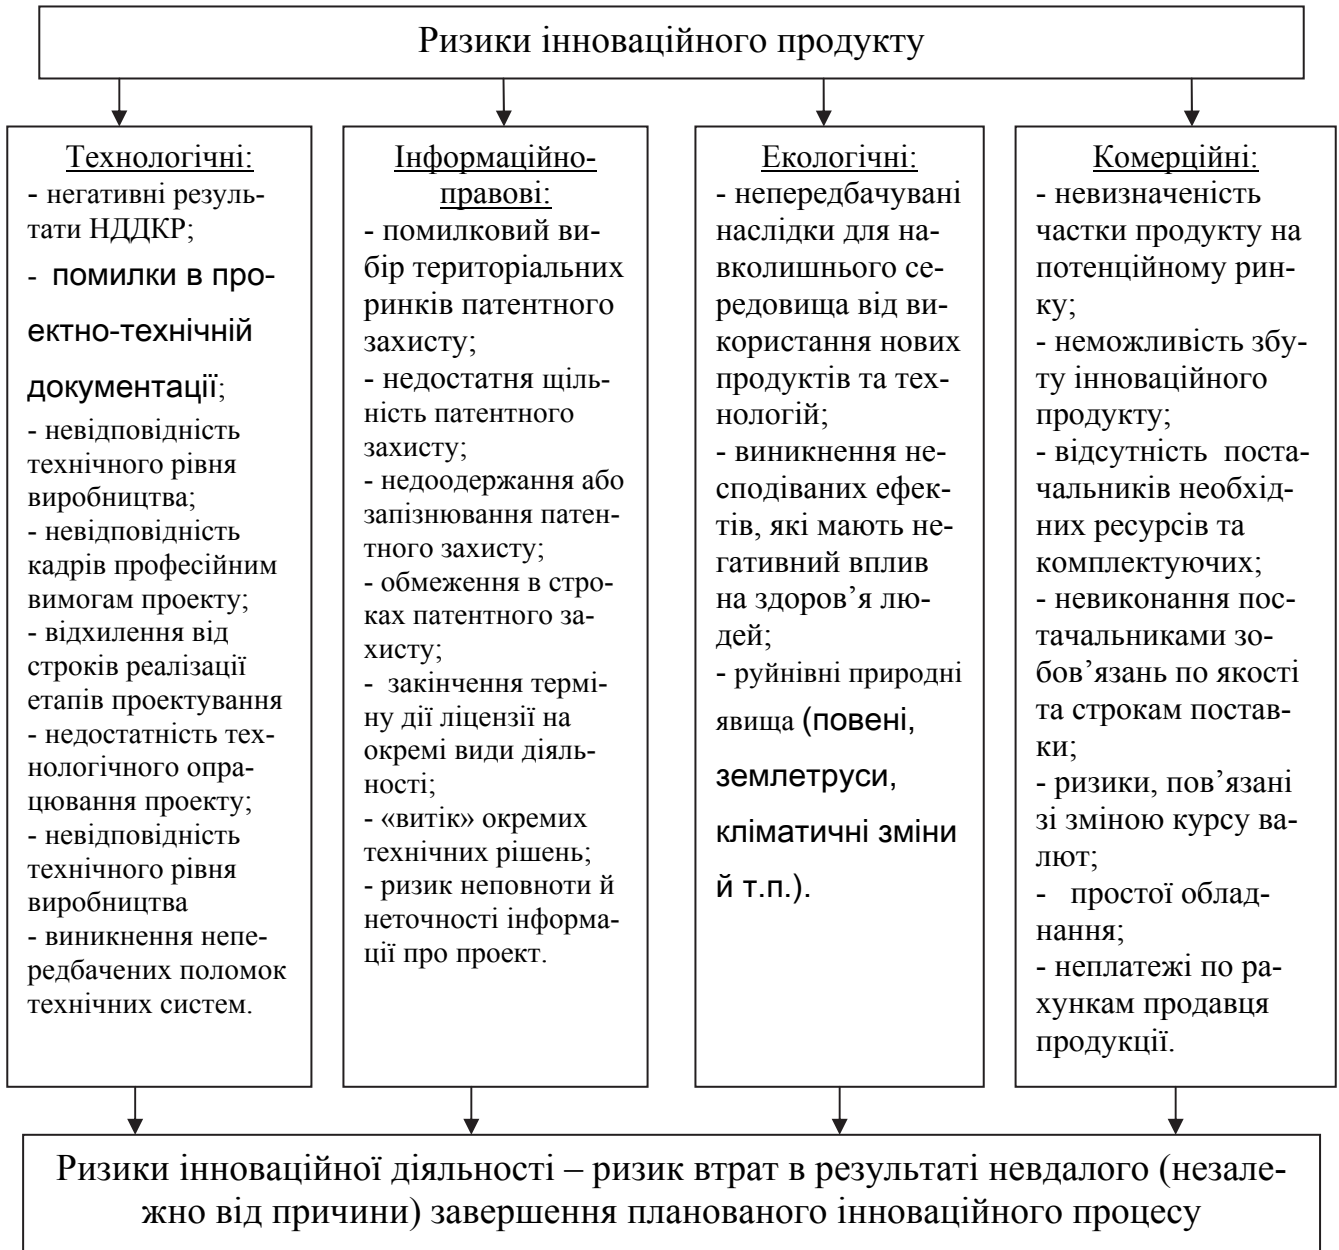 Ризики інноваційного продукту
Технологічні:
- негативні резуль-
тати НДДКР;
- помилки в про-
ектно-технічній
документації;
- невідповідність
технічного рівня
виробництва;
- невідповідність
кадрів професійним
вимогам проекту;
- відхилення від
строків реалізації
етапів проектування
- недостатність тех-
нологічного опра-
цювання проекту;
- невідповідність
технічного рівня
виробництва
- виникнення непе-
редбачених поломок
технічних систем.
Інформаційно-
правові:
- помилковий ви-
бір територіальних
ринків патентного
захисту;
- недостатня щіль-
ність патентного
захисту;
- недоодержання або
запізнювання патен-
тного захисту;
- обмеження в стро-
ках патентного за-
хисту;
- закінчення термі-
ну дії ліцензії на
окремі види діяль-
ності;
- «витік» окремих
технічних рішень;
- ризик неповноти й
неточності інформа-
ції про проект.
Екологічні:
- непередбачувані
наслідки для на-
вколишнього се-
редовища від ви-
користання нових
продуктів та тех-
нологій;
- виникнення не-
сподіваних ефек-
тів, які мають не-
гативний вплив
на здоров’я лю-
дей;
- руйнівні природні
явища (повені,
землетруси,
кліматичні зміни
й т.п.).
Комерційні:
- невизначеність
частки продукту на
потенційному рин-
ку;
- неможливість збу-
ту інноваційного
продукту;
- відсутність поста-
чальників необхід-
них ресурсів та
комплектуючих;
- невиконання пос-
тачальниками зо-
бов’язань по якості
та строкам постав-
ки;
- ризики, пов’язані
зі зміною курсу ва-
лют;
- простої облад-
нання;
- неплатежі по ра-
хункам продавця
продукції.
Ризики інноваційної діяльності – ризик втрат в результаті невдалого (незале-
жно від причини) завершення планованого інноваційного процесу